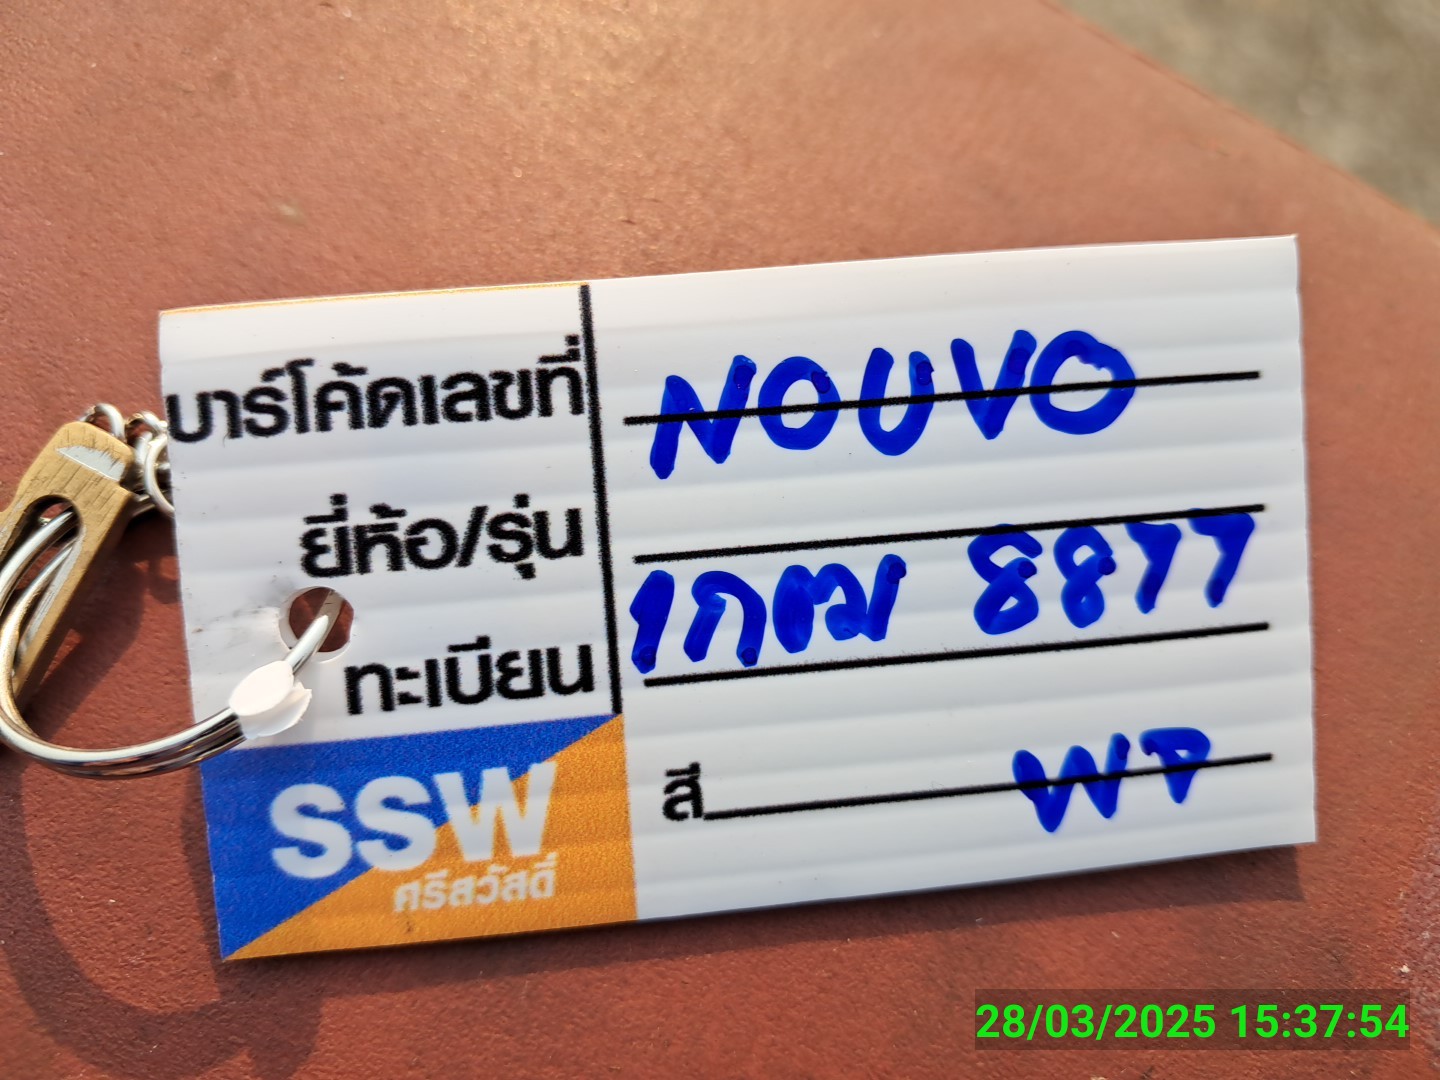 บาร์โค้ดเลขที่ NOUVO
ยี่ห้อ/รุ่น
ทะเบียน 1กฒ 8877
สี WP
SSW
ศรีสวัสดิ์
28/03/2025 15:37:54